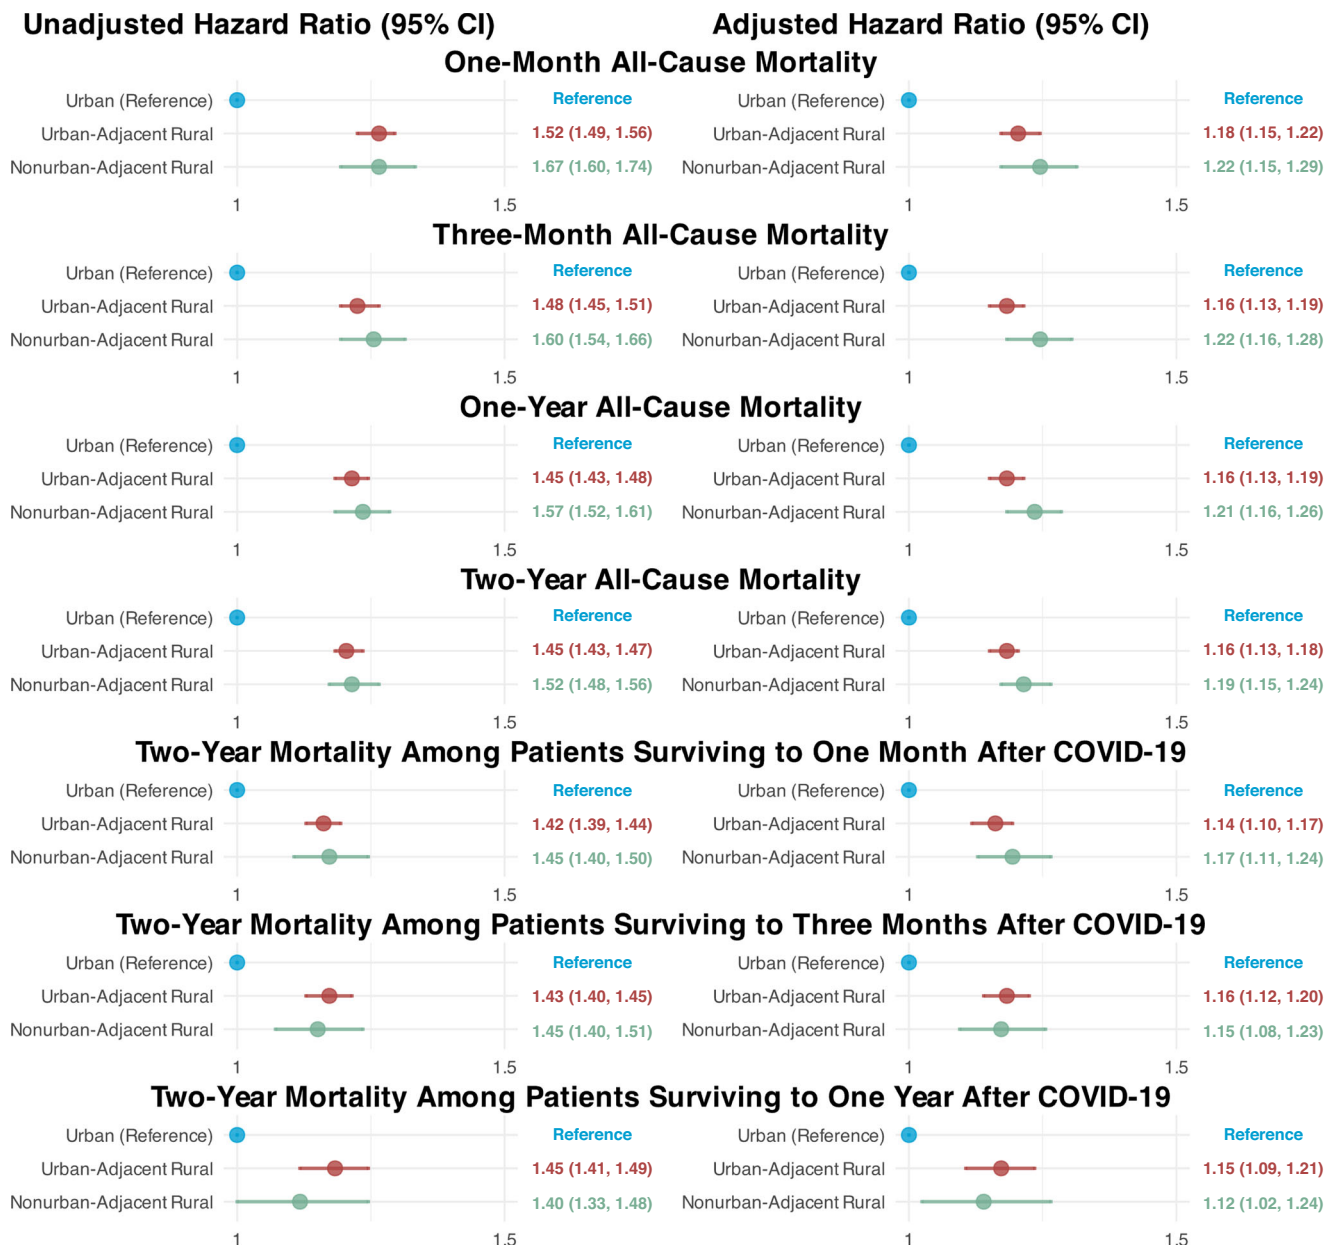 Unadjusted Hazard Ratio (95% CI) Adjusted Hazard Ratio (95% CI)
One-Month All-Cause Mortality
Urban (Reference) Reference Urban (Reference) Reference
Urban-Adjacent Rural 1.52 (1.49, 1.56) Urban-Adjacent Rural 1.18 (1.15, 1.22)
Nonurban-Adjacent Rural 1.67 (1.60, 1.74) Nonurban-Adjacent Rural 1.22 (1.15, 1.29)
1 1.5 1 1.5
Three-Month All-Cause Mortality
Urban (Reference) Reference Urban (Reference) Reference
Urban-Adjacent Rural 1.48 (1.45, 1.51) Urban-Adjacent Rural 1.16 (1.13, 1.19)
Nonurban-Adjacent Rural 1.60 (1.54, 1.66) Nonurban-Adjacent Rural 1.22 (1.16, 1.28)
1 1.5 1 1.5
One-Year All-Cause Mortality
Urban (Reference) Reference Urban (Reference) Reference
Urban-Adjacent Rural 1.45 (1.43, 1.48) Urban-Adjacent Rural 1.16 (1.13, 1.19)
Nonurban-Adjacent Rural 1.57 (1.52, 1.61) Nonurban-Adjacent Rural 1.21 (1.16, 1.26)
1 1.5 1 1.5
Two-Year All-Cause Mortality
Urban (Reference) Reference Urban (Reference) Reference
Urban-Adjacent Rural 1.45 (1.43, 1.47) Urban-Adjacent Rural 1.16 (1.13, 1.18)
Nonurban-Adjacent Rural 1.52 (1.48, 1.56) Nonurban-Adjacent Rural 1.19 (1.15, 1.24)
1 1.5 1 1.5
Two-Year Mortality Among Patients Surviving to One Month After COVID-19
Urban (Reference) Reference Urban (Reference) Reference
Urban-Adjacent Rural 1.42 (1.39, 1.44) Urban-Adjacent Rural 1.14 (1.10, 1.17)
Nonurban-Adjacent Rural 1.45 (1.40, 1.50) Nonurban-Adjacent Rural 1.17 (1.11, 1.24)
1 1.5 1 1.5
Two-Year Mortality Among Patients Surviving to Three Months After COVID-19
Urban (Reference) Reference Urban (Reference) Reference
Urban-Adjacent Rural 1.43 (1.40, 1.45) Urban-Adjacent Rural 1.16 (1.12, 1.20)
Nonurban-Adjacent Rural 1.45 (1.40, 1.51) Nonurban-Adjacent Rural 1.15 (1.08, 1.23)
1 1.5 1 1.5
Two-Year Mortality Among Patients Surviving to One Year After COVID-19
Urban (Reference) Reference Urban (Reference) Reference
Urban-Adjacent Rural 1.45 (1.41, 1.49) Urban-Adjacent Rural 1.15 (1.09, 1.21)
Nonurban-Adjacent Rural 1.40 (1.33, 1.48) Nonurban-Adjacent Rural 1.12 (1.02, 1.24)
1 1.5 1 1.5